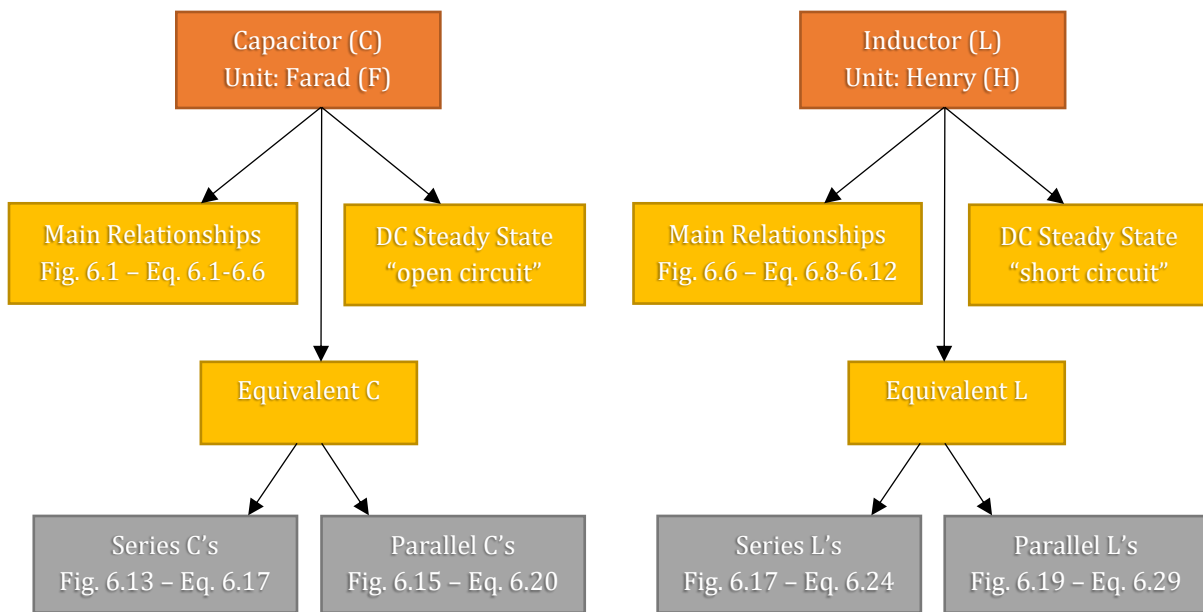 Capacitor (C)
Unit: Farad (F)
Inductor (L)
Unit: Henry (H)
Main Relationships
Fig. 6.1 – Eq. 6.1-6.6
DC Steady State
“open circuit”
Main Relationships
Fig. 6.6 – Eq. 6.8-6.12
DC Steady State
“short circuit”
Equivalent C
Equivalent L
Series C’s
Fig. 6.13 – Eq. 6.17
Parallel C’s
Fig. 6.15 – Eq. 6.20
Series L’s
Fig. 6.17 – Eq. 6.24
Parallel L’s
Fig. 6.19 – Eq. 6.29